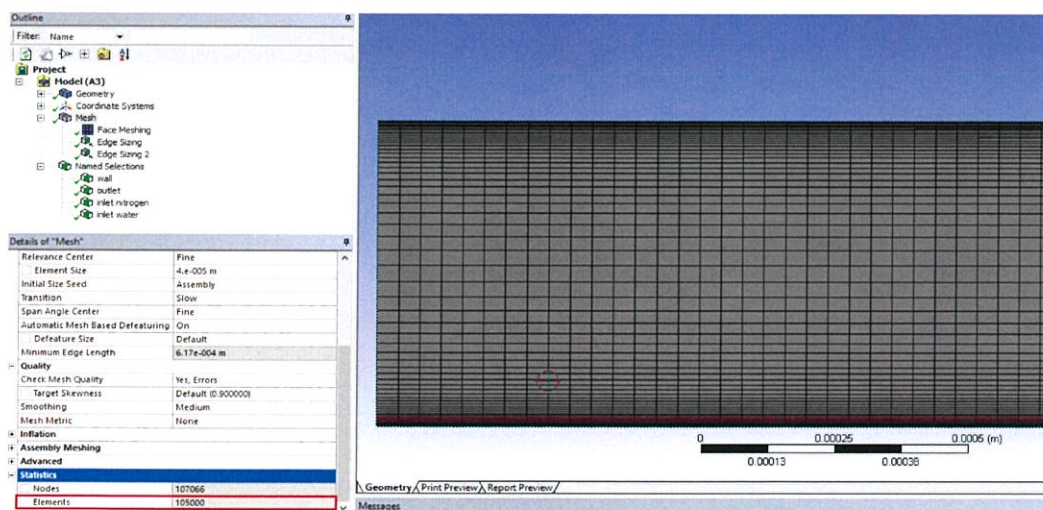 Outline
Filter: Name
Project
Model (A3)
Geometry
Coordinate Systems
Mesh
Face Meshing
Edge Sizing
Edge Sizing 2
Named Selections
wall
outlet
inlet nitrogen
inlet water
Details of "Mesh"
Relevance Center Fine
Element Size 4.e-005 m
Initial Size Seed Assembly
Transition Slow
Span Angle Center Fine
Automatic Mesh Based Defeaturing On
Defeature Size Default
Minimum Edge Length 6.17e-004 m
Quality
Check Mesh Quality Yes, Errors
Target Skewness Default (0.900000)
Smoothing Medium
Mesh Metric None
Inflation
Assembly Meshing
Advanced
Statistics
Nodes 107066
Elements 105000
0 0.00025 0.0005 (m)
0.00013 0.00038
Geometry Print Preview Report Preview
Messages